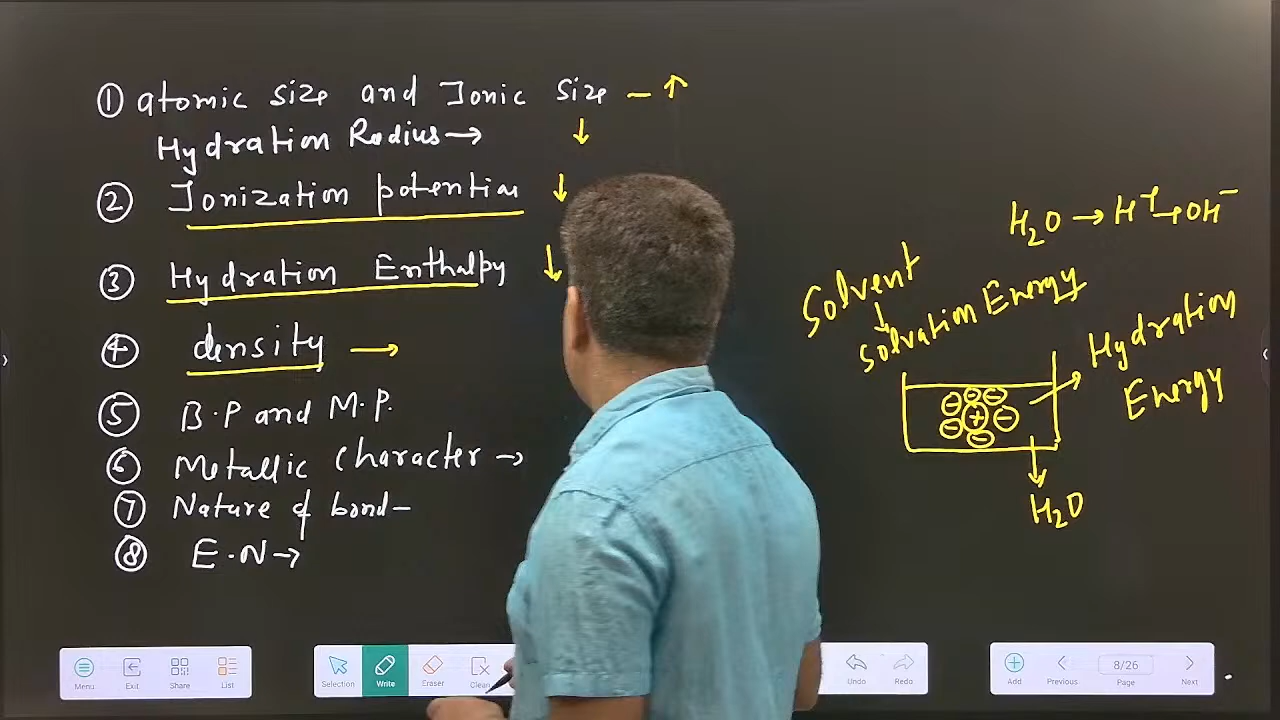 ① atomic size and Ionic size – ↑
Hydration Radius → ↓
② Ionization potential ↓
③ Hydration Enthalpy ↓
④ density →
⑤ B.P and M.P.
⑥ Metallic character →
⑦ Nature of bond –
⑧ E.N →
H₂O → H⁺ → OH⁻
Solvent
↓
Solvation Energy
Hydration
Energy
⊖ ⊖ ⊖
⊖ ⊕ ⊖
⊖
H₂O
Menu Exit Share List Selection Write Eraser Clean Undo Redo Add Previous Page Next
8/26